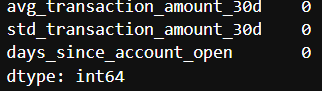 avg_transaction_amount_30d 0
std_transaction_amount_30d 0
days_since_account_open 0
dtype: int64